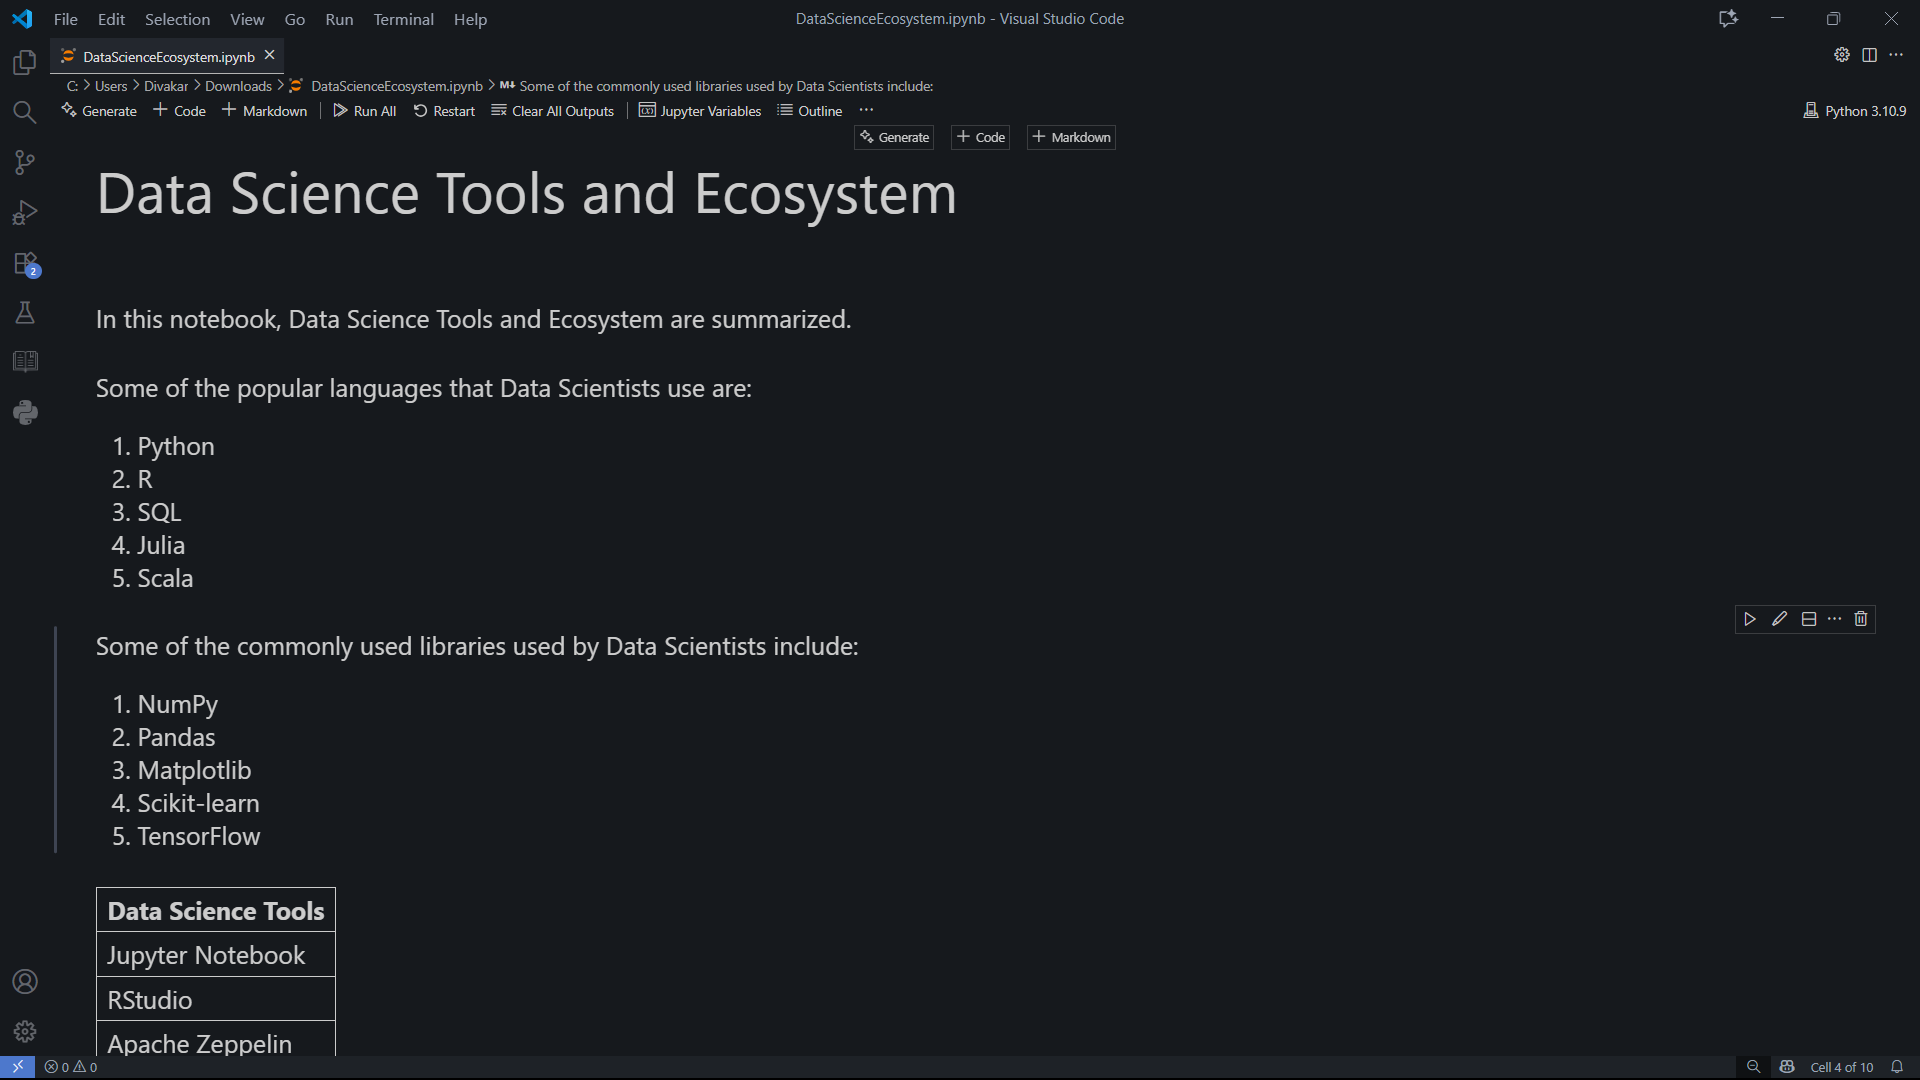 File Edit Selection View Go Run Terminal Help DataScienceEcosystem.ipynb - Visual Studio Code
DataScienceEcosystem.ipynb
C: > Users > Divakar > Downloads > DataScienceEcosystem.ipynb > M↓ Some of the commonly used libraries used by Data Scientists include:
Generate + Code + Markdown Run All Restart Clear All Outputs Jupyter Variables Outline ... Python 3.10.9
Generate + Code + Markdown
Data Science Tools and Ecosystem
In this notebook, Data Science Tools and Ecosystem are summarized.
Some of the popular languages that Data Scientists use are:
1. Python
2. R
3. SQL
4. Julia
5. Scala
Some of the commonly used libraries used by Data Scientists include:
1. NumPy
2. Pandas
3. Matplotlib
4. Scikit-learn
5. TensorFlow
Data Science Tools
Jupyter Notebook
RStudio
Apache Zeppelin
2
0 0 Cell 4 of 10